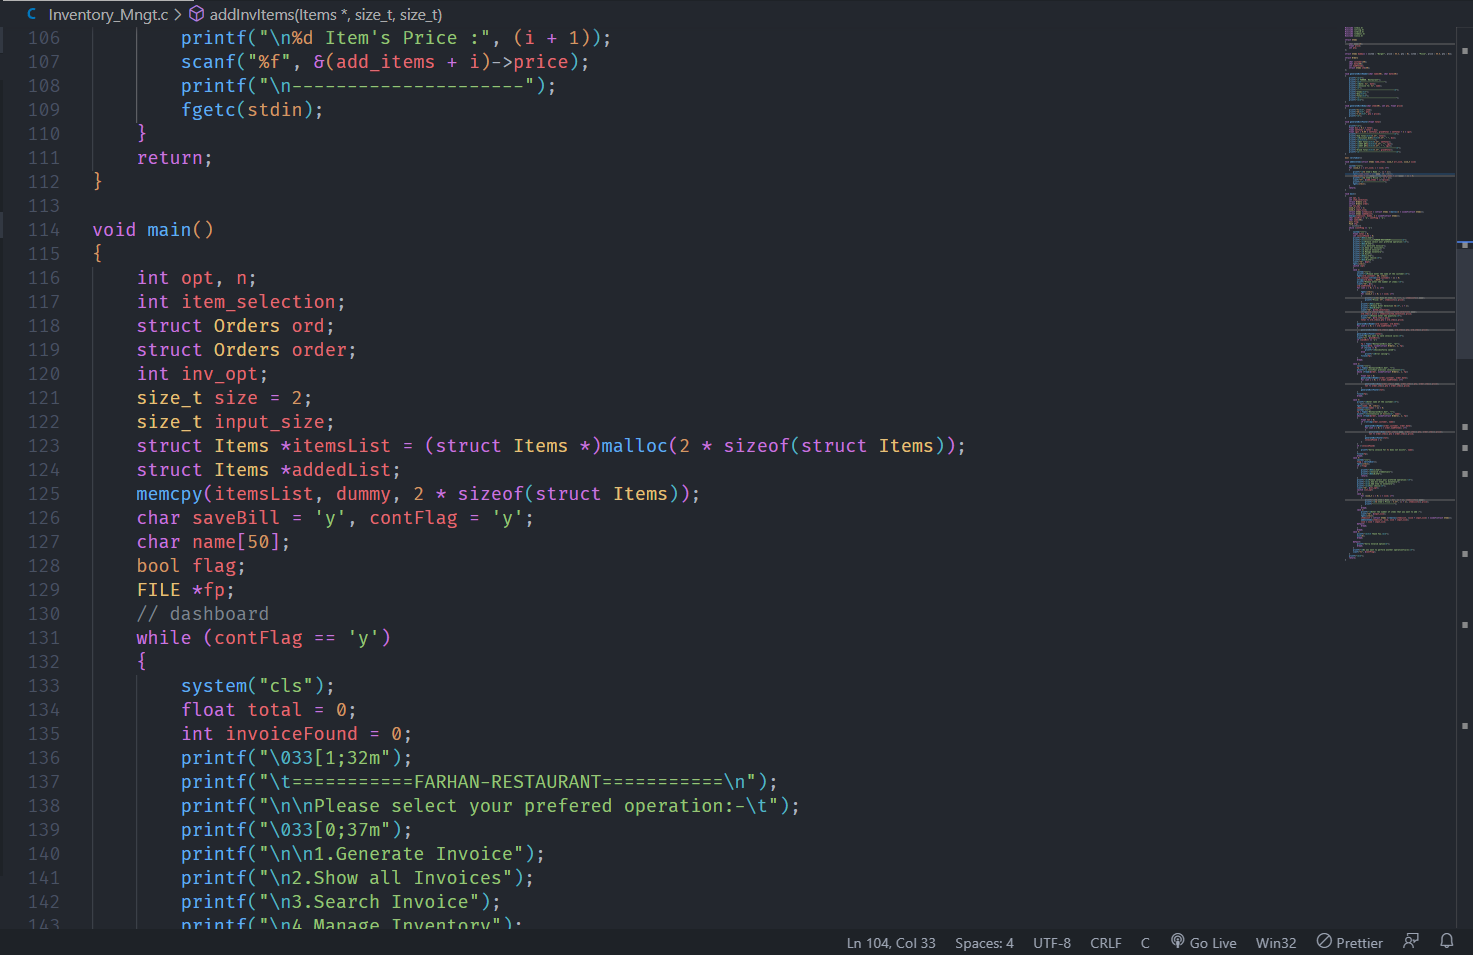 C Inventory_Mngt.c > addInvItems(Items *, size_t, size_t)
106 printf("\n%d Item's Price :", (i + 1));
107 scanf("%f", &(add_items + i)->price);
108 printf("\n---------------------");
109 fgetc(stdin);
110 }
111 return;
112 }
113
114 void main()
115 {
116 int opt, n;
117 int item_selection;
118 struct Orders ord;
119 struct Orders order;
120 int inv_opt;
121 size_t size = 2;
122 size_t input_size;
123 struct Items *itemsList = (struct Items *)malloc(2 * sizeof(struct Items));
124 struct Items *addedList;
125 memcpy(itemsList, dummy, 2 * sizeof(struct Items));
126 char saveBill = 'y', contFlag = 'y';
127 char name[50];
128 bool flag;
129 FILE *fp;
130 // dashboard
131 while (contFlag == 'y')
132 {
133 system("cls");
134 float total = 0;
135 int invoiceFound = 0;
136 printf("\033[1;32m");
137 printf("\t===========FARHAN-RESTAURANT===========\n");
138 printf("\n\nPlease select your prefered operation:-\t");
139 printf("\033[0;37m");
140 printf("\n\n1.Generate Invoice");
141 printf("\n2.Show all Invoices");
142 printf("\n3.Search Invoice");
143 printf("\n4.Manage Inventory");
Ln 104, Col 33 Spaces: 4 UTF-8 CRLF C Go Live Win32 Prettier